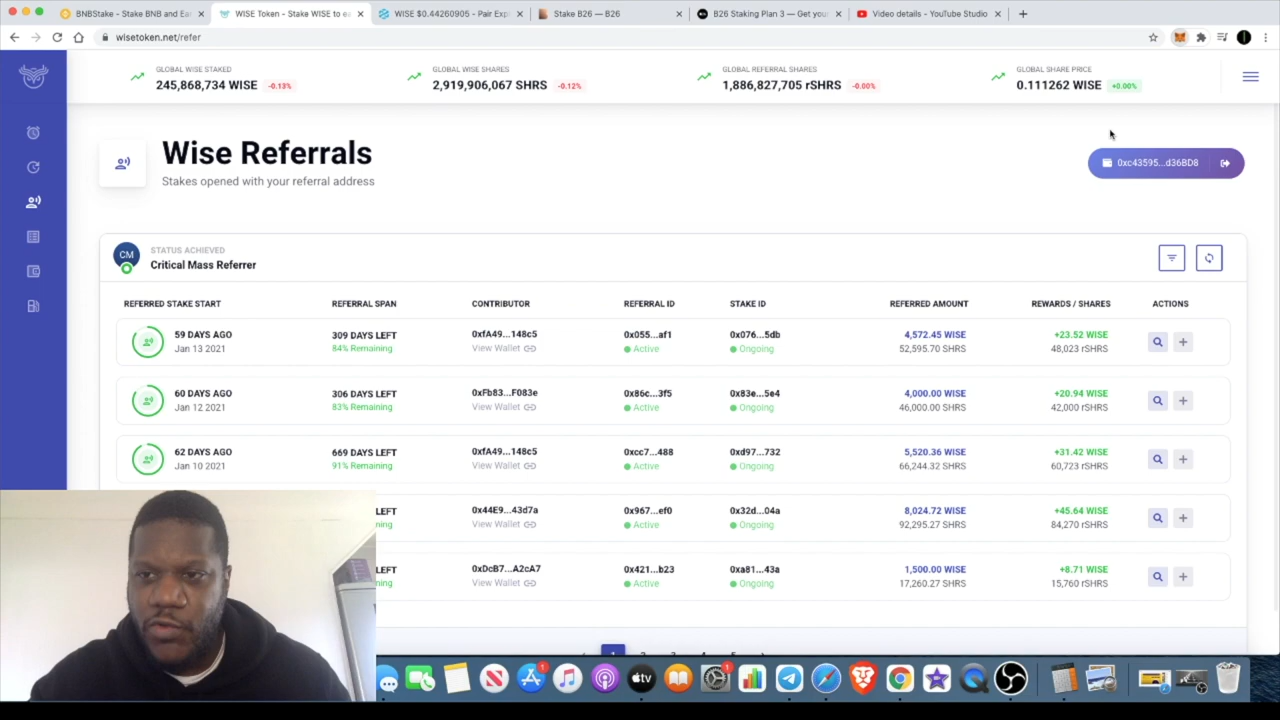 BNBStake - Stake BNB and Ea
WISE Token - Stake WISE to e
WISE $0.44260905 - Pair Exp
Stake B26 — B26
B26 Staking Plan 3 — Get you
Video details - YouTube Studio
wisetoken.net/refer
GLOBAL WISE STAKED
245,868,734 WISE -0.13%
GLOBAL WISE SHARES
2,919,906,067 SHRS -0.12%
GLOBAL REFERRAL SHARES
1,886,827,705 rSHRS -0.00%
GLOBAL SHARE PRICE
0.111262 WISE +0.00%
Wise Referrals
Stakes opened with your referral address
0xc43595...d36BD8
CM
STATUS ACHIEVED
Critical Mass Referrer
REFERRED STAKE START REFERRAL SPAN CONTRIBUTOR REFERRAL ID STAKE ID REFERRED AMOUNT REWARDS / SHARES ACTIONS
59 DAYS AGO 309 DAYS LEFT 0xfA49...148c5 0x055...af1 0x076...5db 4,572.45 WISE +23.52 WISE
Jan 13 2021 84% Remaining View Wallet Active Ongoing 52,595.70 SHRS 48,023 rSHRS
60 DAYS AGO 306 DAYS LEFT 0xFb83...F083e 0x86c...3f5 0x83e...5e4 4,000.00 WISE +20.94 WISE
Jan 12 2021 83% Remaining View Wallet Active Ongoing 46,000.00 SHRS 42,000 rSHRS
62 DAYS AGO 669 DAYS LEFT 0xfA49...148c5 0xcc7...488 0xd97...732 5,520.36 WISE +31.42 WISE
Jan 10 2021 91% Remaining View Wallet Active Ongoing 66,244.32 SHRS 60,723 rSHRS
LEFT 0x44E9...43d7a 0x967...ef0 0x32d...04a 8,024.72 WISE +45.64 WISE
ning View Wallet Active Ongoing 92,295.27 SHRS 84,270 rSHRS
LEFT 0xDcB7...A2cA7 0x421...b23 0xa81...43a 1,500.00 WISE +8.71 WISE
ning View Wallet Active Ongoing 17,260.27 SHRS 15,760 rSHRS
tv